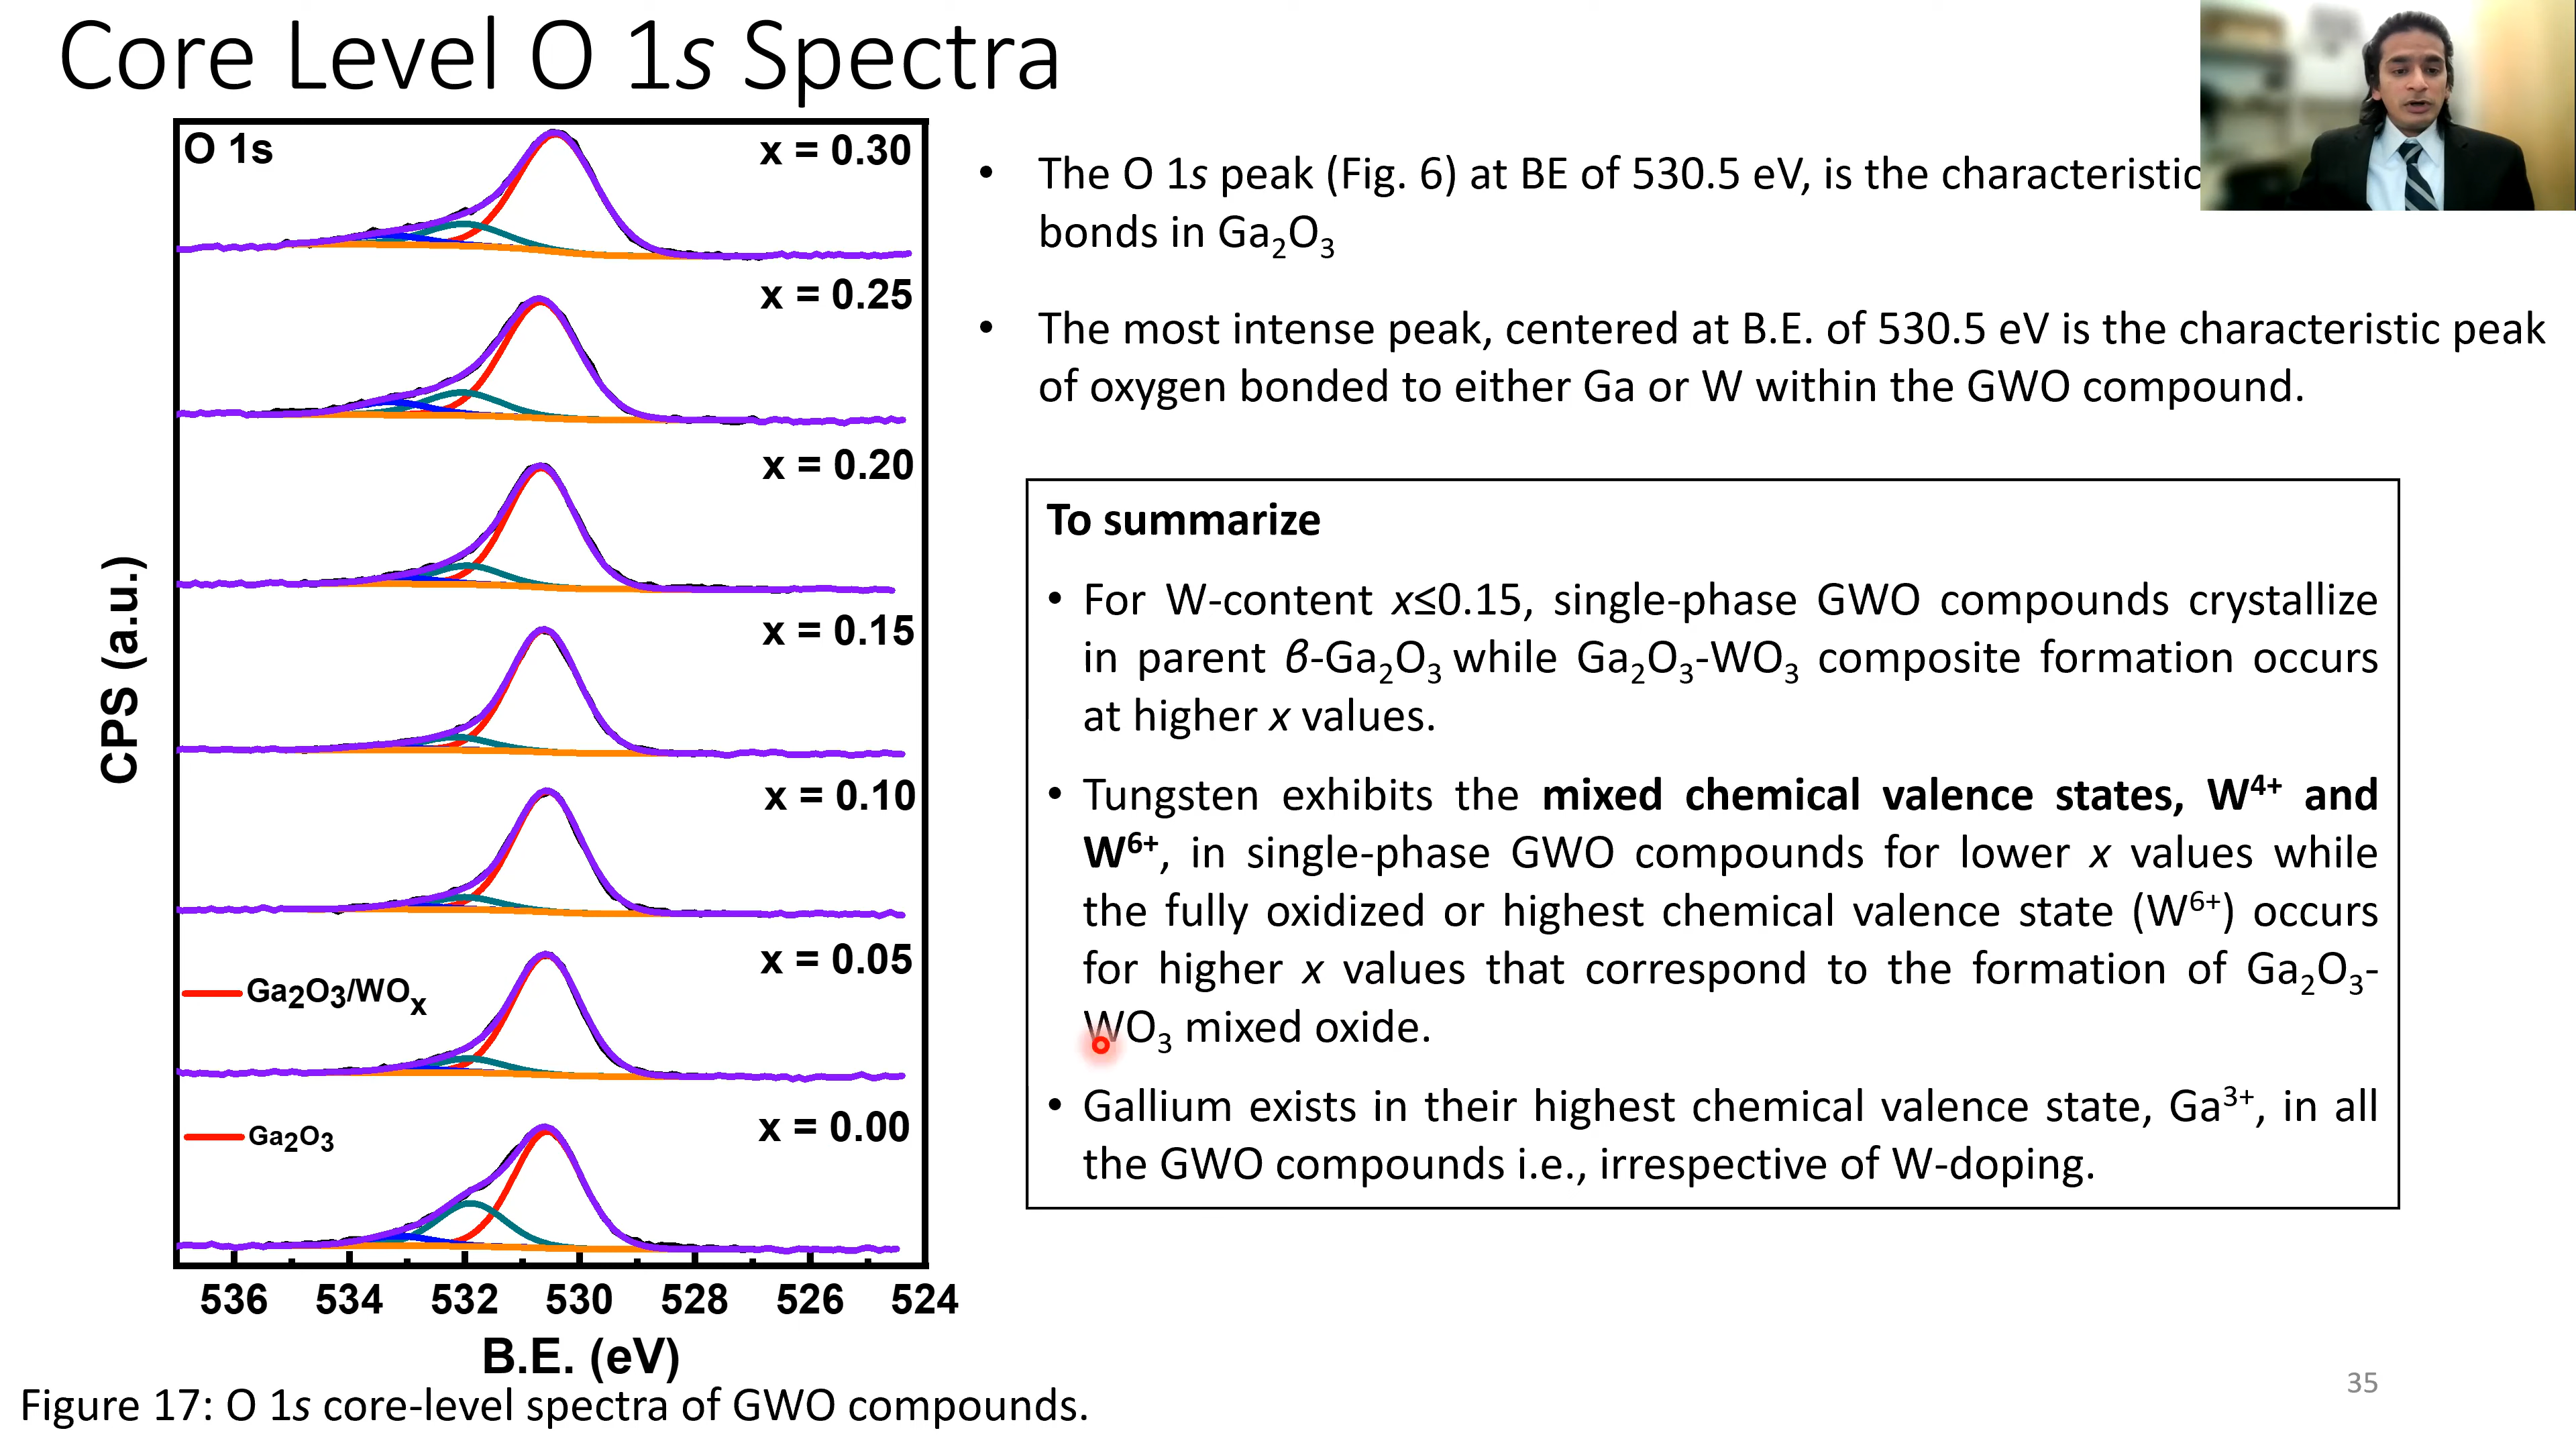 Core Level O 1s Spectra
O 1s
x = 0.30
x = 0.25
x = 0.20
x = 0.15
x = 0.10
x = 0.05
Ga₂O₃/WOₓ
x = 0.00
Ga₂O₃
CPS (a.u.)
536 534 532 530 528 526 524
B.E. (eV)
Figure 17: O 1s core-level spectra of GWO compounds.
• The O 1s peak (Fig. 6) at BE of 530.5 eV, is the characteristic
bonds in Ga₂O₃
• The most intense peak, centered at B.E. of 530.5 eV is the characteristic peak
of oxygen bonded to either Ga or W within the GWO compound.
To summarize
• For W-content x≤0.15, single-phase GWO compounds crystallize
in parent β-Ga₂O₃ while Ga₂O₃-WO₃ composite formation occurs
at higher x values.
• Tungsten exhibits the mixed chemical valence states, W⁴⁺ and
W⁶⁺, in single-phase GWO compounds for lower x values while
the fully oxidized or highest chemical valence state (W⁶⁺) occurs
for higher x values that correspond to the formation of Ga₂O₃-
WO₃ mixed oxide.
• Gallium exists in their highest chemical valence state, Ga³⁺, in all
the GWO compounds i.e., irrespective of W-doping.
35